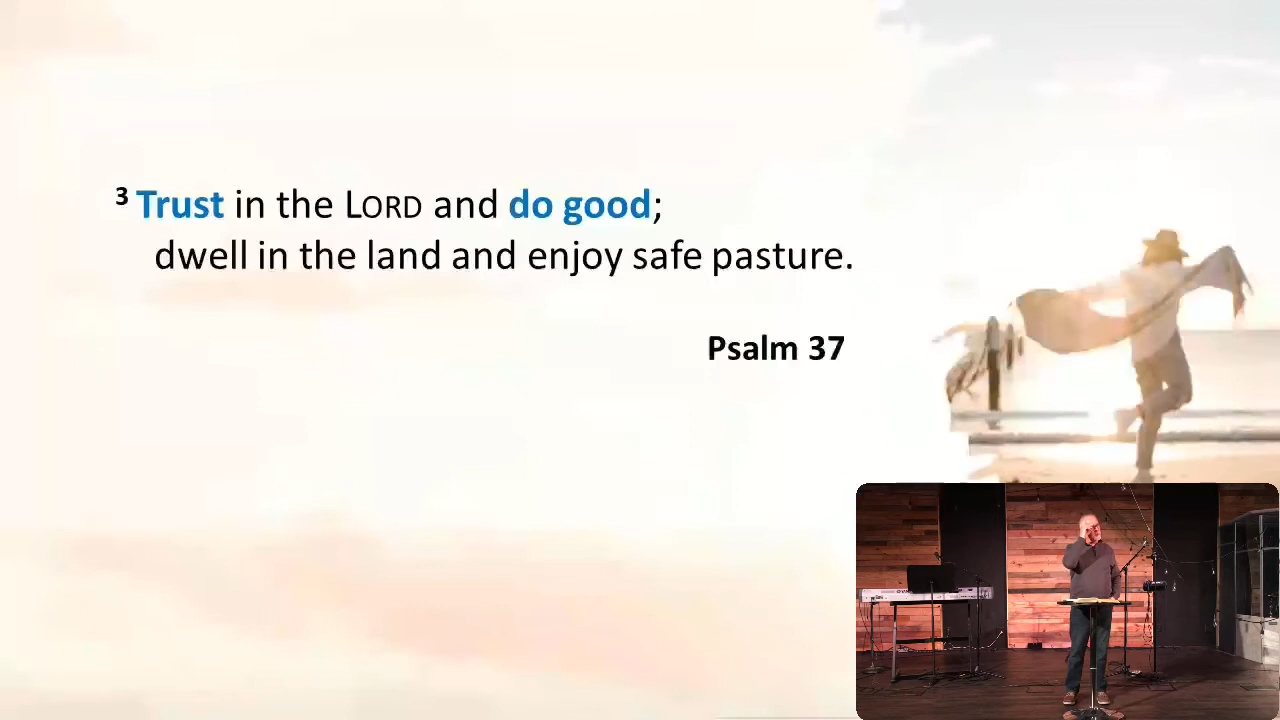 3 Trust in the LORD and do good;
dwell in the land and enjoy safe pasture.
Psalm 37